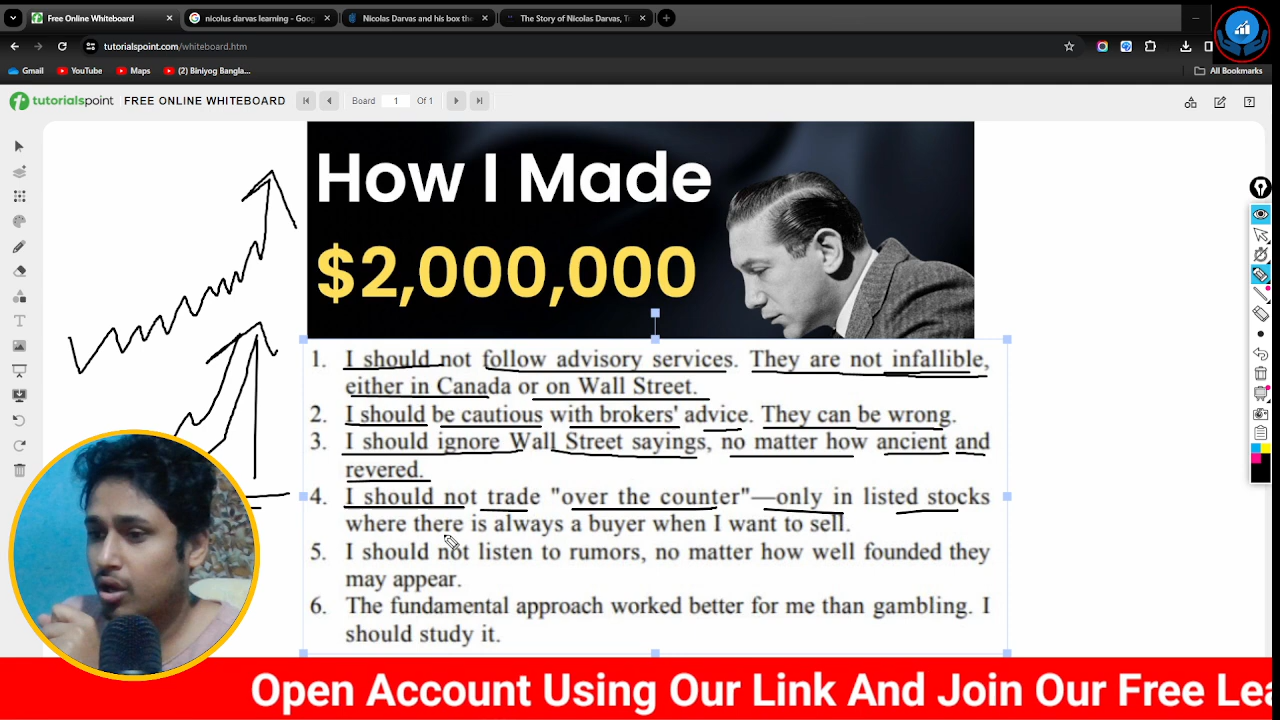 Free Online Whiteboard
nicolus darvas learning - Goog
Nicolas Darvas and his box the
The Story of Nicolas Darvas, Tr
tutorialspoint.com/whiteboard.htm
Gmail
YouTube
Maps
(2) Biniyog Bangla...
All Bookmarks
tutorialspoint
FREE ONLINE WHITEBOARD
Board 1 Of 1
How I Made
$2,000,000
1. I should not follow advisory services. They are not infallible,
either in Canada or on Wall Street.
2. I should be cautious with brokers' advice. They can be wrong.
3. I should ignore Wall Street sayings, no matter how ancient and
revered.
4. I should not trade "over the counter"—only in listed stocks
where there is always a buyer when I want to sell.
5. I should not listen to rumors, no matter how well founded they
may appear.
6. The fundamental approach worked better for me than gambling. I
should study it.
Open Account Using Our Link And Join Our Free Lea